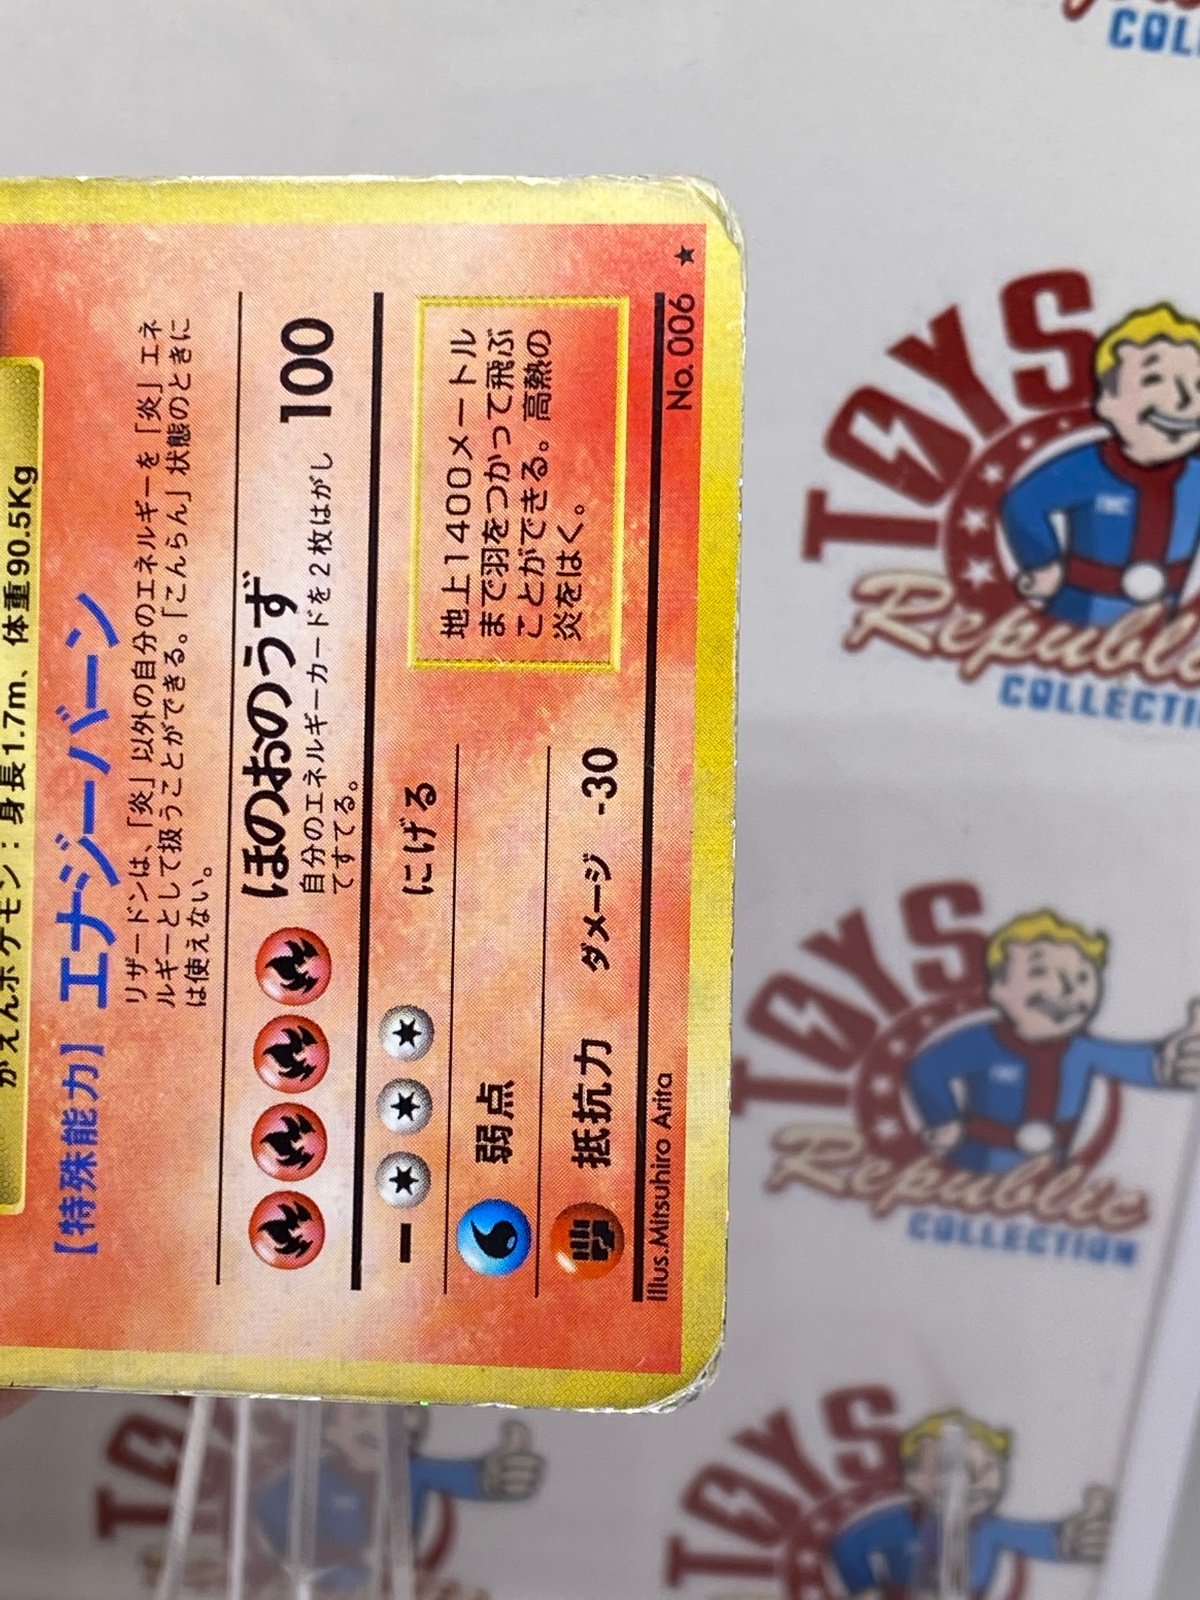 かえんポケモン：身長1.7m、体重90.5Kg
【特殊能力】エナジーバーン
リザードンは、「炎」以外の自分のエネルギーを「炎」エネ
ルギーとして扱うことができる。「こんらん」状態のときに
は使えない。
ほのおのうず 100
自分のエネルギーカードを2枚はがし
てすてる。
にげる
弱点
抵抗力 ダメージ -30
地上1400メートル
まで羽をつかって飛ぶ
ことができる。高熱の
炎をはく。
Illus.Mitsuhiro Arita No.006 ★
COLL
TOYS
Republic
COLLECTI
TOYS
Republic
COLLECTION
TOYS
TOYS